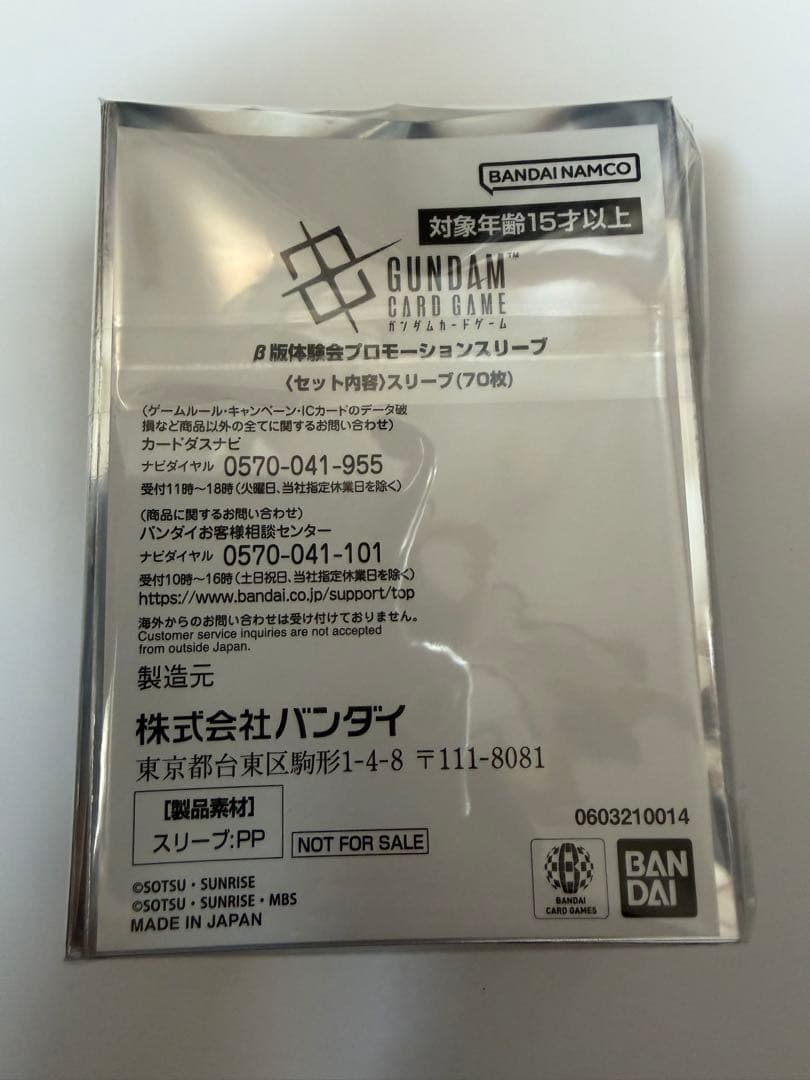 BANDAI NAMCO
対象年齢15才以上
GUNDAM™
CARD GAME
ガンダムカードゲーム
β版体験会プロモーションスリーブ
〈セット内容〉スリーブ(70枚)
(ゲームルール・キャンペーン・ICカードのデータ破
損など商品以外の全てに関するお問い合わせ)
カードダスナビ
ナビダイヤル 0570-041-955
受付11時～18時(火曜日、当社指定休業日を除く)
(商品に関するお問い合わせ)
バンダイお客様相談センター
ナビダイヤル 0570-041-101
受付10時～16時(土日祝日、当社指定休業日を除く)
https://www.bandai.co.jp/support/top
海外からのお問い合わせは受け付けておりません。
Customer service inquiries are not accepted
from outside Japan.
製造元
株式会社バンダイ
東京都台東区駒形1-4-8 〒111-8081
[製品素材]
スリーブ:PP
NOT FOR SALE
0603210014
BANDAI
CARD GAMES
BAN
DAI
©SOTSU・SUNRISE
©SOTSU・SUNRISE・MBS
MADE IN JAPAN